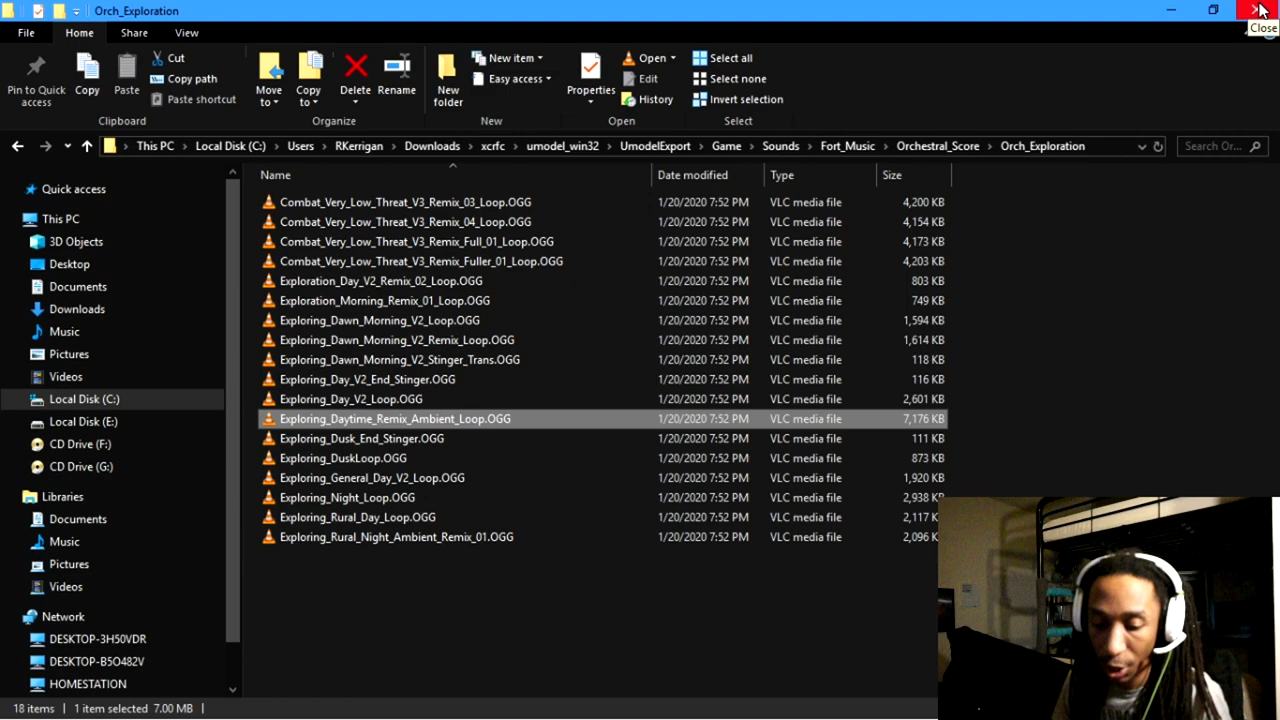 Orch_Exploration
Close
File Home Share View
Pin to Quick access
Copy
Paste
Cut
Copy path
Paste shortcut
Clipboard
Move to
Copy to
Delete
Rename
Organize
New folder
New item
Easy access
New
Properties
Open
Edit
History
Open
Select all
Select none
Invert selection
Select
This PC Local Disk (C:) Users RKerrigan Downloads xcrfc umodel_win32 UmodelExport Game Sounds Fort_Music Orchestral_Score Orch_Exploration
Search Or...
Quick access
This PC
3D Objects
Desktop
Documents
Downloads
Music
Pictures
Videos
Local Disk (C:)
Local Disk (E:)
CD Drive (F:)
CD Drive (G:)
Libraries
Documents
Music
Pictures
Videos
Network
DESKTOP-3H50VDR
DESKTOP-B5O482V
HOMESTATION
Name Date modified Type Size
Combat_Very_Low_Threat_V3_Remix_03_Loop.OGG 1/20/2020 7:52 PM VLC media file 4,200 KB
Combat_Very_Low_Threat_V3_Remix_04_Loop.OGG 1/20/2020 7:52 PM VLC media file 4,154 KB
Combat_Very_Low_Threat_V3_Remix_Full_01_Loop.OGG 1/20/2020 7:52 PM VLC media file 4,173 KB
Combat_Very_Low_Threat_V3_Remix_Fuller_01_Loop.OGG 1/20/2020 7:52 PM VLC media file 4,203 KB
Exploration_Day_V2_Remix_02_Loop.OGG 1/20/2020 7:52 PM VLC media file 803 KB
Exploration_Morning_Remix_01_Loop.OGG 1/20/2020 7:52 PM VLC media file 749 KB
Exploring_Dawn_Morning_V2_Loop.OGG 1/20/2020 7:52 PM VLC media file 1,594 KB
Exploring_Dawn_Morning_V2_Remix_Loop.OGG 1/20/2020 7:52 PM VLC media file 1,614 KB
Exploring_Dawn_Morning_V2_Stinger_Trans.OGG 1/20/2020 7:52 PM VLC media file 118 KB
Exploring_Day_V2_End_Stinger.OGG 1/20/2020 7:52 PM VLC media file 116 KB
Exploring_Day_V2_Loop.OGG 1/20/2020 7:52 PM VLC media file 2,601 KB
Exploring_Daytime_Remix_Ambient_Loop.OGG 1/20/2020 7:52 PM VLC media file 7,176 KB
Exploring_Dusk_End_Stinger.OGG 1/20/2020 7:52 PM VLC media file 111 KB
Exploring_DuskLoop.OGG 1/20/2020 7:52 PM VLC media file 873 KB
Exploring_General_Day_V2_Loop.OGG 1/20/2020 7:52 PM VLC media file 1,920 KB
Exploring_Night_Loop.OGG 1/20/2020 7:52 PM VLC media file 2,938 KB
Exploring_Rural_Day_Loop.OGG 1/20/2020 7:52 PM VLC media file 2,117 K
Exploring_Rural_Night_Ambient_Remix_01.OGG 1/20/2020 7:52 PM VLC media file 2,096 K
18 items 1 item selected 7.00 MB